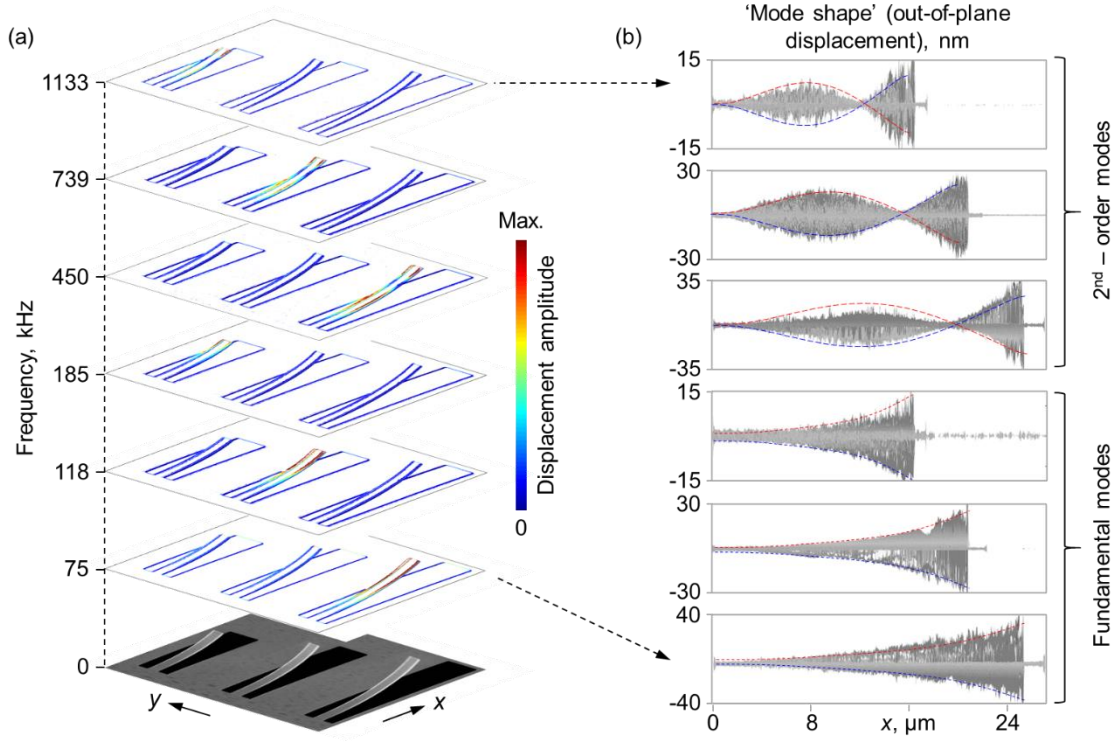 (a)
Frequency, kHz
1133
739
450
185
118
75
0
Max.
Displacement amplitude
0
y
x
(b)
‘Mode shape’ (out-of-plane
displacement), nm
15
-15
30
-30
35
-35
15
-15
30
-30
40
-40
0
8
x, μm
24
2nd – order modes
Fundamental modes